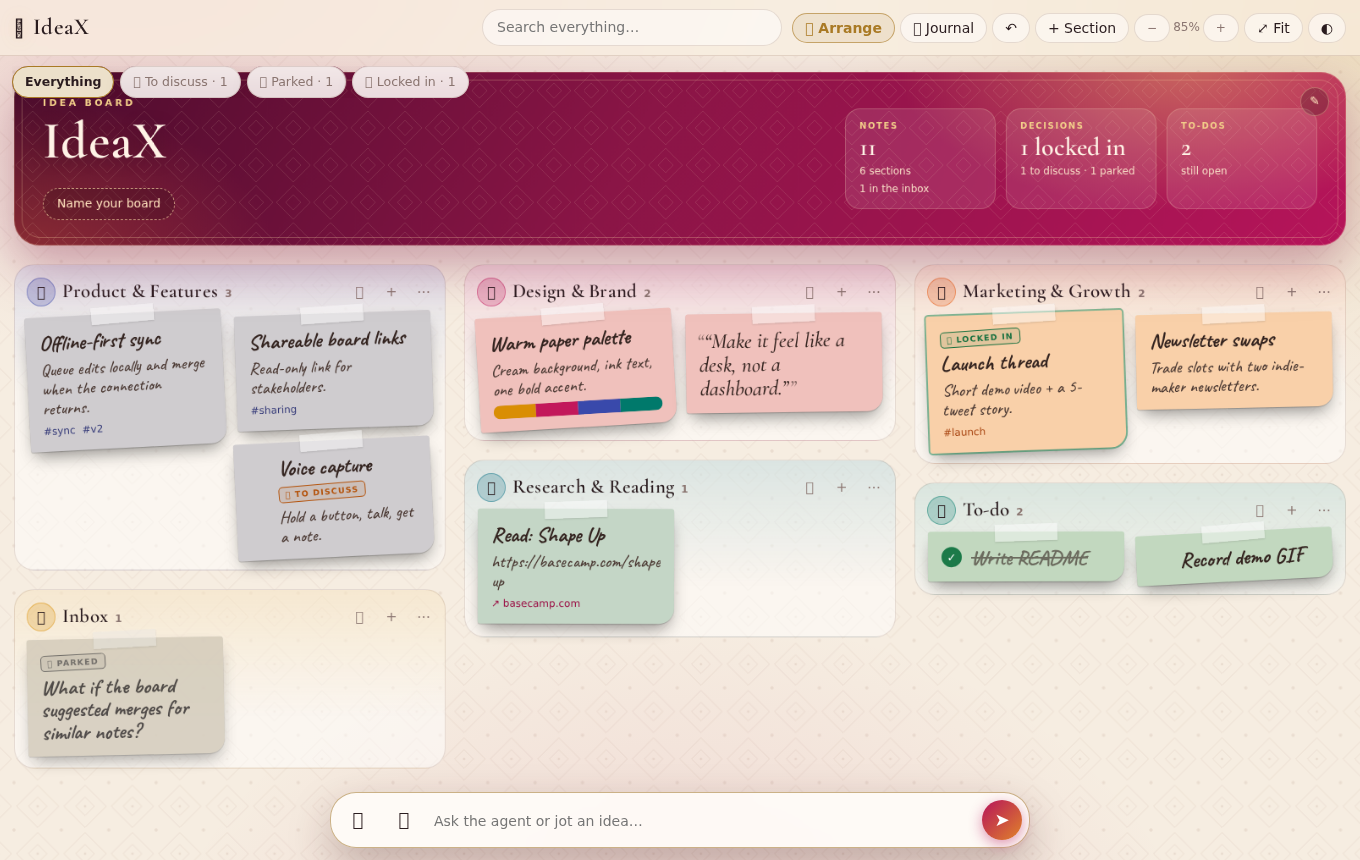 IdeaX
Search everything…
Arrange
Journal
↶
+ Section
− 85% +
⤢ Fit
◐
Everything
To discuss · 1
Parked · 1
Locked in · 1
IDEA BOARD
IdeaX
Name your board
NOTES
11
6 sections
1 in the inbox
DECISIONS
1 locked in
1 to discuss · 1 parked
TO-DOS
2
still open
Product & Features 3
Offline-first sync
Queue edits locally and merge
when the connection
returns.
#sync #v2
Shareable board links
Read-only link for
stakeholders.
#sharing
Voice capture
TO DISCUSS
Hold a button, talk, get
a note.
Inbox 1
PARKED
What if the board
suggested merges for
similar notes?
Design & Brand 2
Warm paper palette
Cream background, ink text,
one bold accent.
““Make it feel like a
desk, not a
dashboard.””
Research & Reading 1
Read: Shape Up
https://basecamp.com/shape
up
↗ basecamp.com
Marketing & Growth 2
LOCKED IN
Launch thread
Short demo video + a 5-
tweet story.
#launch
Newsletter swaps
Trade slots with two indie-
maker newsletters.
To-do 2
✓ Write README
Record demo GIF
Ask the agent or jot an idea…
➤